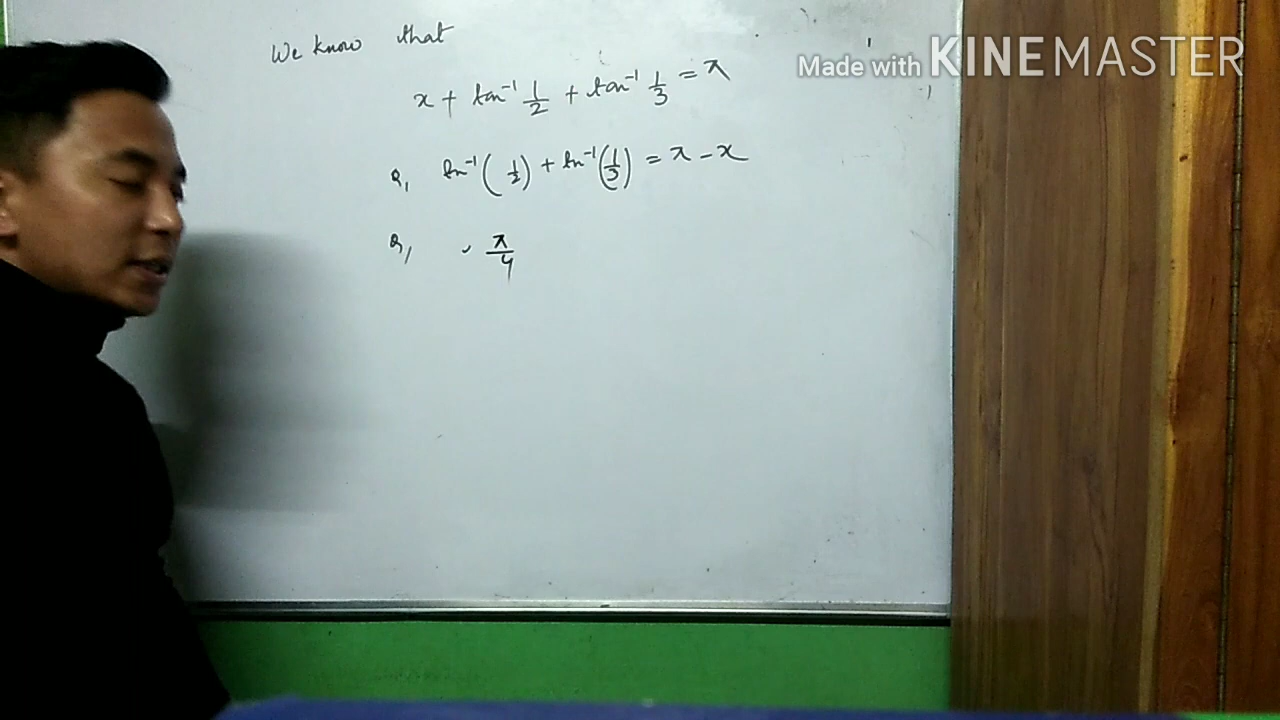 We know that
Made with KINEMASTER
x + tan⁻¹ 1/2 + tan⁻¹ 1/3 = π
tan⁻¹(1/2) + tan⁻¹(1/3) = π - x
π/4